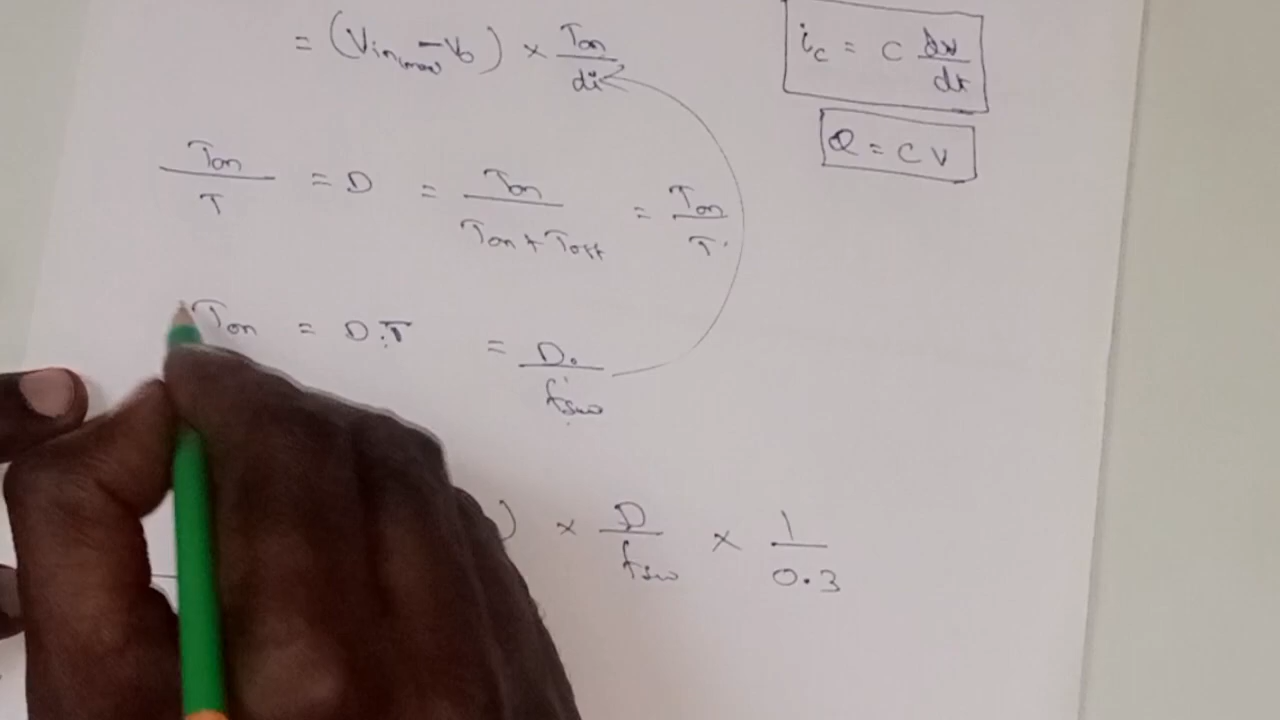 = (Vin(max) - Vo) × Ton/di
ic = C dv/dt
Q = CV
Ton/T = D = Ton/Ton + Toff = Ton/T
Ton = D.T = D./fsw
) × D/fsw × 1/0.3